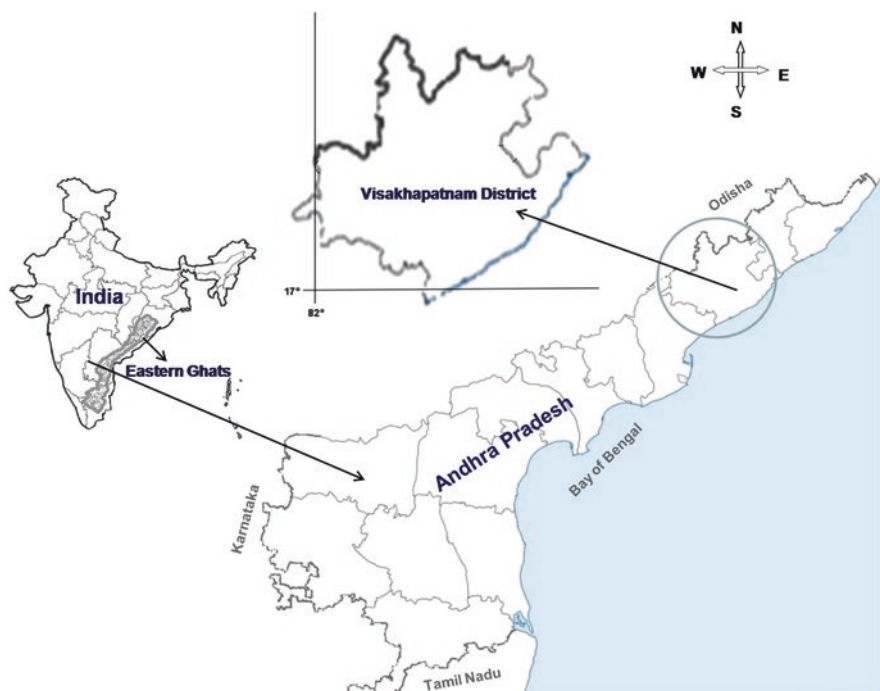 N
W E
S
Visakhapatnam District
Odisha
India
17°
82°
Eastern Ghats
Andhra Pradesh
Bay of Bengal
Karnataka
Tamil Nadu